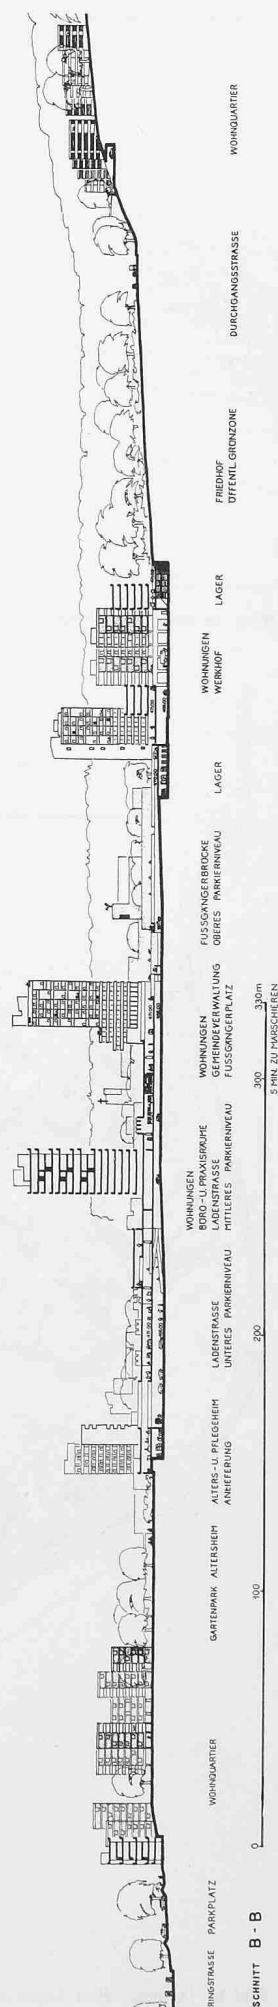 RINGSTRASSE
PARKPLATZ
WOHNQUARTIER
GARTENPARK ALTERSHEIM
ALTERS - U. PFLEGEHEIM
ANLIEFERUNG
LADENSTRASSE
UNTERES PARKIERNIVEAU
WOHNUNGEN
BÜRO - U. PRAXISRÄUME
LADENSTRASSE
MITTLERES PARKIERNIVEAU
WOHNUNGEN
GEMEINDEVERWALTUNG
FUSSGÄNGERPLATZ
FUSSGÄNGERBRÜCKE
OBERES PARKIERNIVEAU
LAGER
WOHNUNGEN
WERKHOF
LAGER
FRIEDHOF
ÖFFENTL. GRÜNZONE
DURCHGANGSSTRASSE
WOHNQUARTIER
SCHNITT B - B
0 100 200 300 330m
5 MIN. ZU MARSCHIEREN